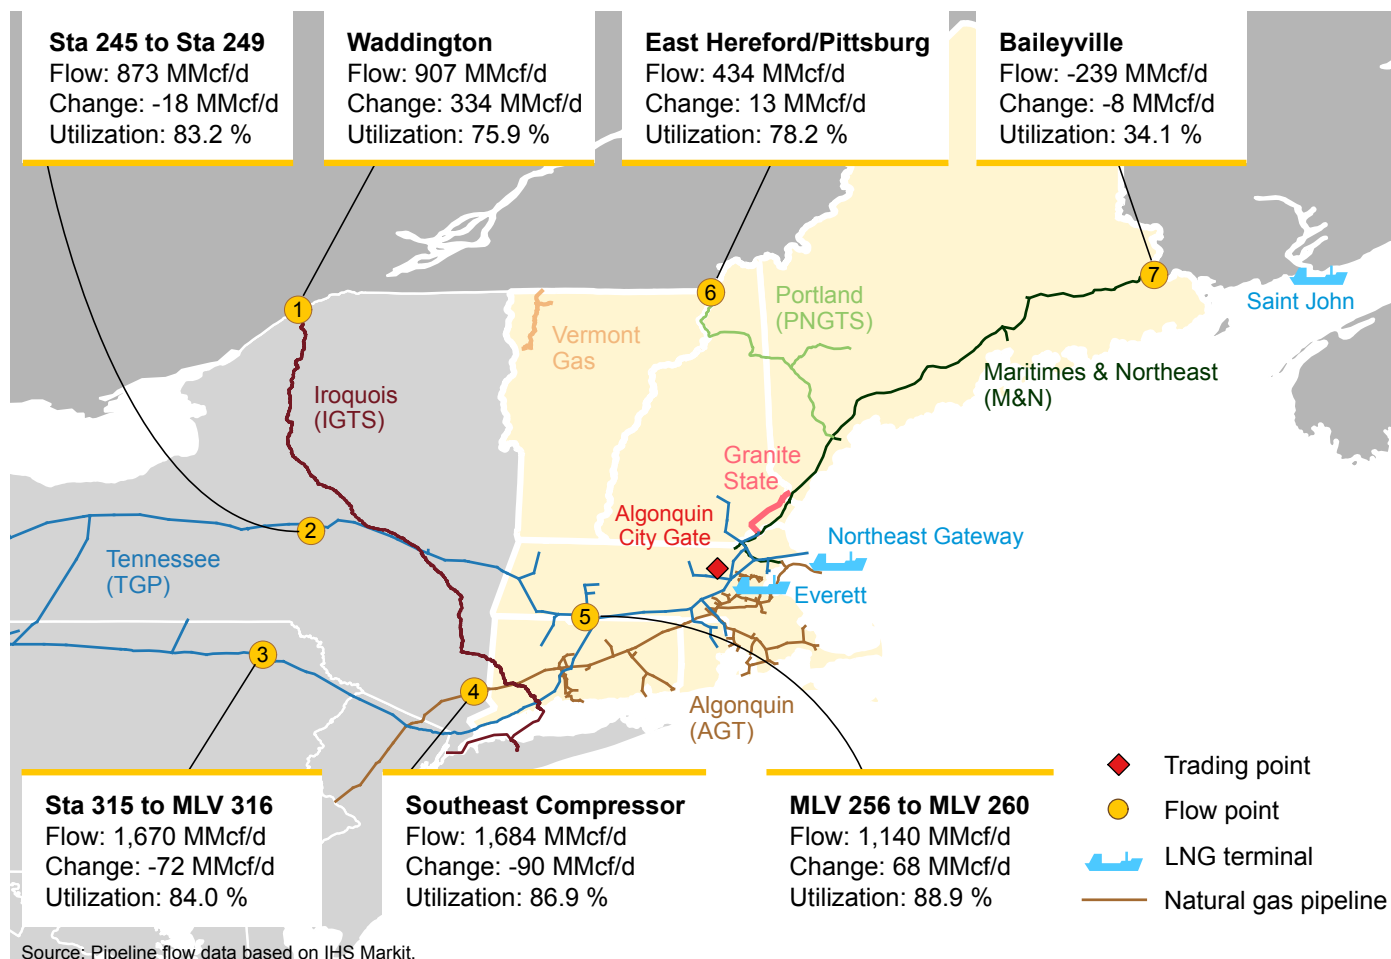 Sta 245 to Sta 249
Flow: 873 MMcf/d
Change: -18 MMcf/d
Utilization: 83.2 %
Waddington
Flow: 907 MMcf/d
Change: 334 MMcf/d
Utilization: 75.9 %
East Hereford/Pittsburg
Flow: 434 MMcf/d
Change: 13 MMcf/d
Utilization: 78.2 %
Baileyville
Flow: -239 MMcf/d
Change: -8 MMcf/d
Utilization: 34.1 %
1
6
7
Saint John
Portland
(PNGTS)
Vermont
Gas
Maritimes & Northeast
(M&N)
Iroquois
(IGTS)
Granite
State
Algonquin
City Gate
2
Northeast Gateway
Tennessee
(TGP)
Everett
5
3
4
Algonquin
(AGT)
Sta 315 to MLV 316
Flow: 1,670 MMcf/d
Change: -72 MMcf/d
Utilization: 84.0 %
Southeast Compressor
Flow: 1,684 MMcf/d
Change: -90 MMcf/d
Utilization: 86.9 %
MLV 256 to MLV 260
Flow: 1,140 MMcf/d
Change: 68 MMcf/d
Utilization: 88.9 %
Trading point
Flow point
LNG terminal
Natural gas pipeline
Source: Pipeline flow data based on IHS Markit.